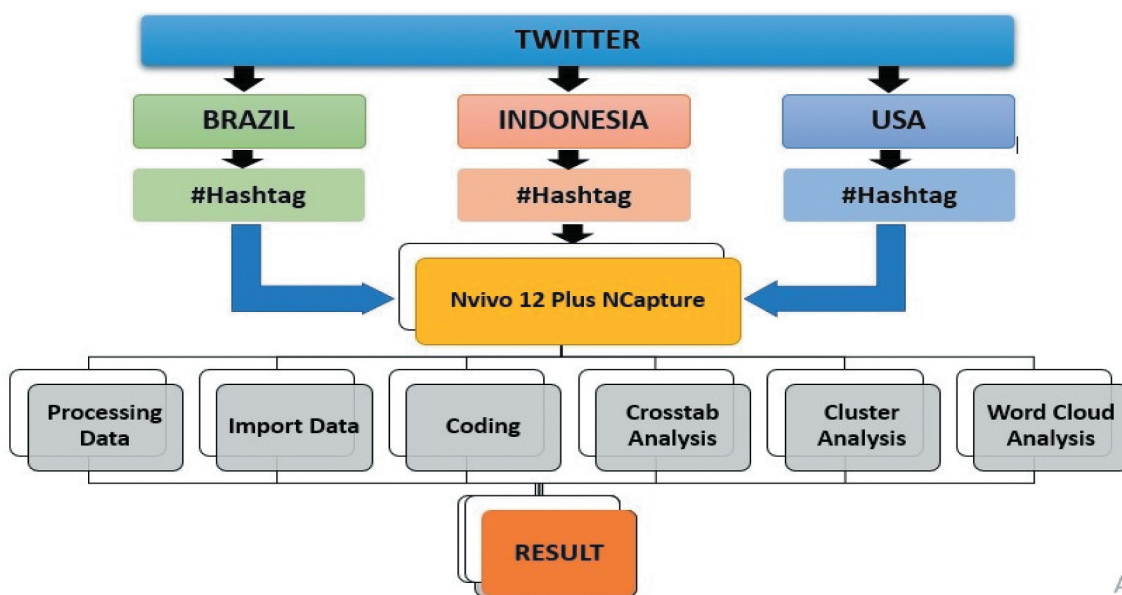 TWITTER
BRAZIL
INDONESIA
USA
#Hashtag
#Hashtag
#Hashtag
Nvivo 12 Plus NCapture
Processing
Data
Import Data
Coding
Crosstab
Analysis
Cluster
Analysis
Word Cloud
Analysis
RESULT
A